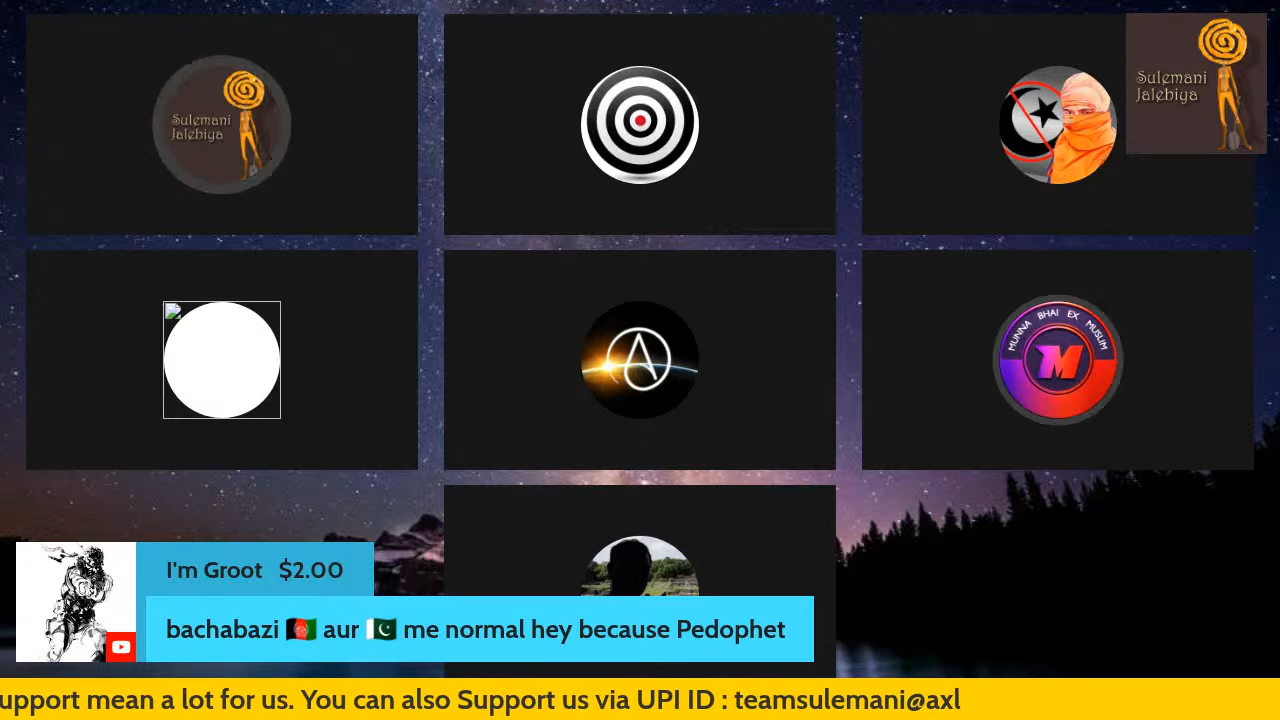 Sulemani
Jalebiya
Sulemani
Jalebiya
MUNNA BHAI EX MUSLIM
M
I'm Groot $2.00
bachabazi 🇦🇫 aur 🇵🇰 me normal hey because Pedophet
upport mean a lot for us. You can also Support us via UPI ID : teamsulemani@axl